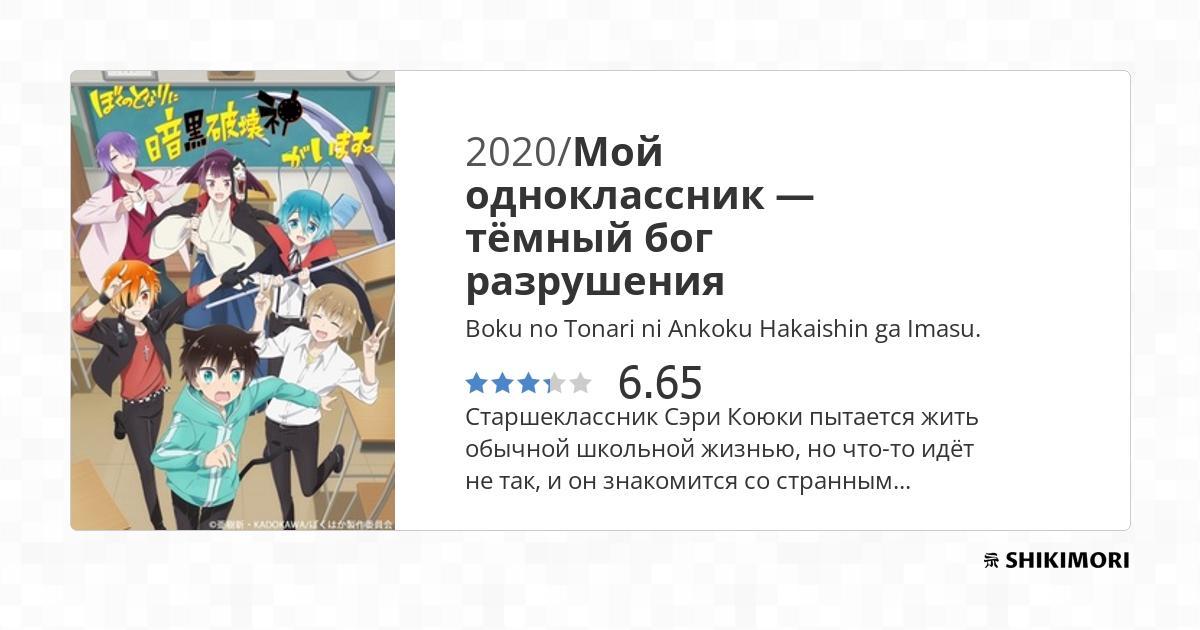 ぼくのとなりに
暗黒破壊神
がいます。
©亜樹新・KADOKAWA/ぼくはか製作委員会
2020/Мой
одноклассник —
тёмный бог
разрушения
Boku no Tonari ni Ankoku Hakaishin ga Imasu.
6.65
Старшеклассник Сэри Коюки пытается жить
обычной школьной жизнью, но что-то идёт
не так, и он знакомится со странным...
SHIKIMORI